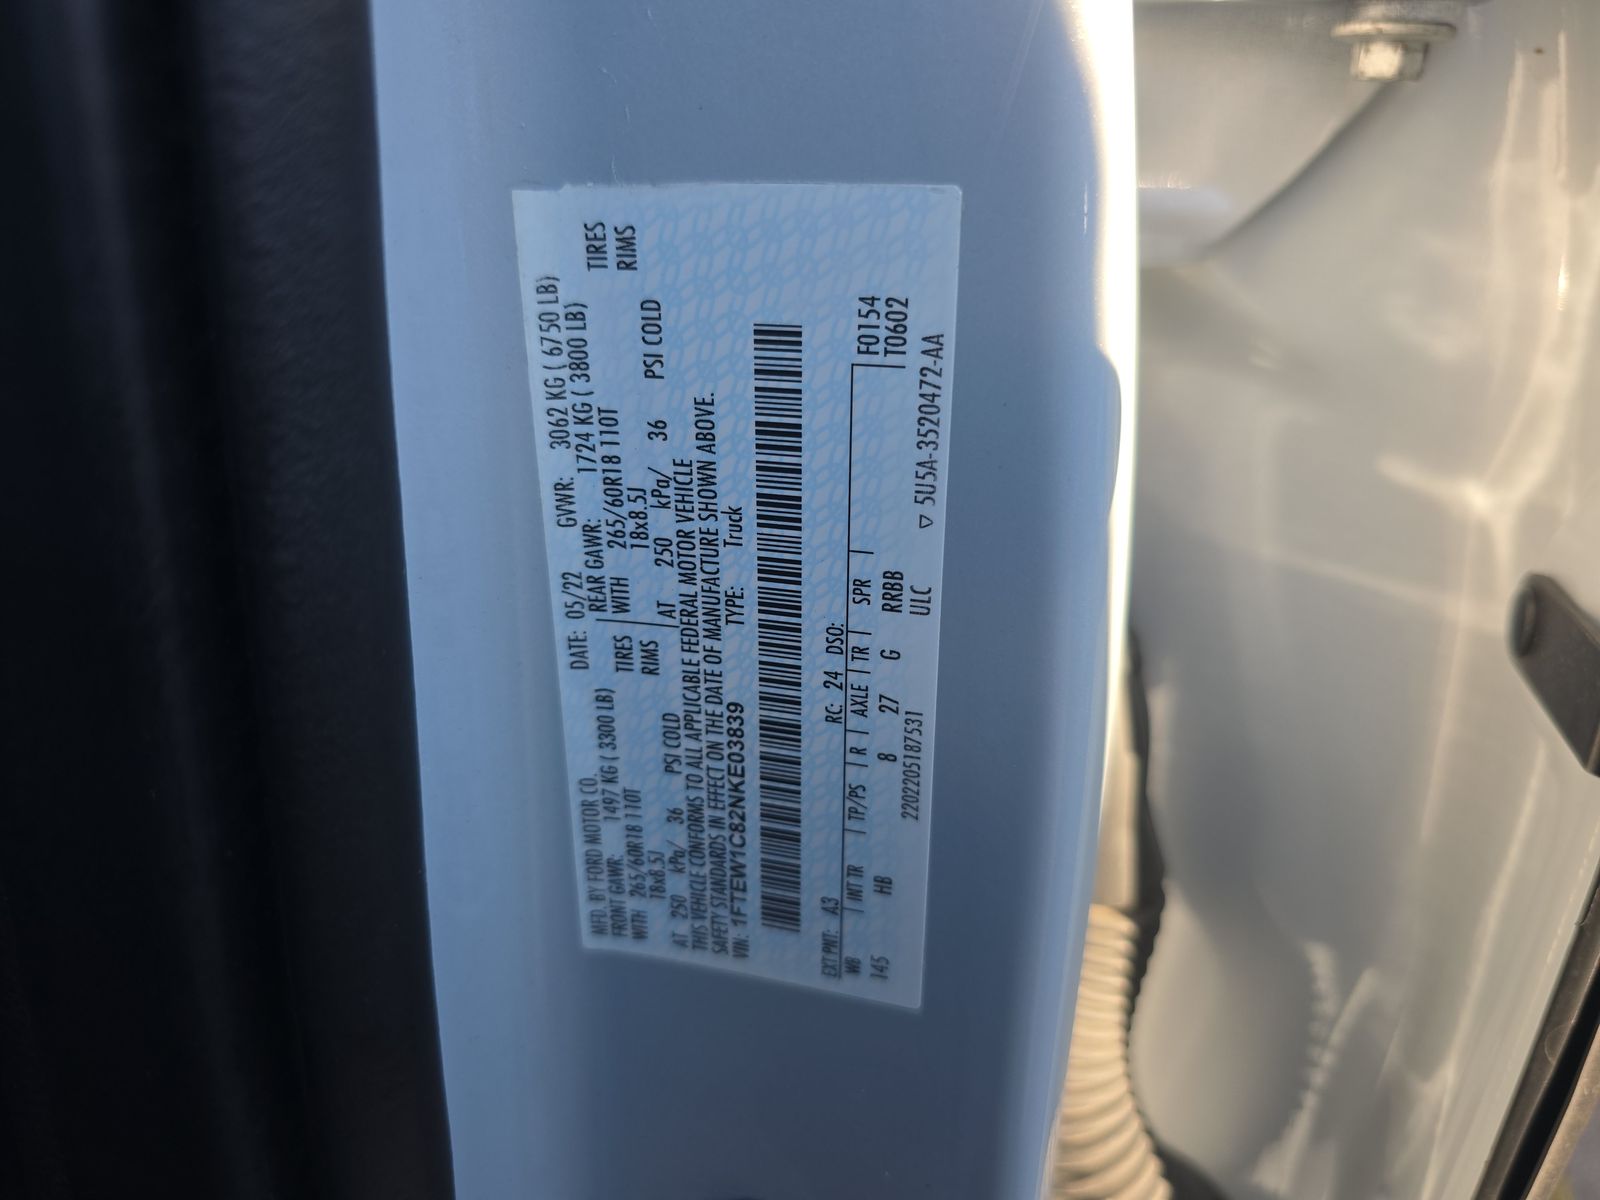 MFD. BY FORD MOTOR CO.
DATE: 05/22 GVWR: 3062 KG ( 6750 LB)
FRONT GAWR: 1497 KG ( 3300 LB) REAR GAWR: 1724 KG ( 3800 LB)
WITH 265/60R18 110T TIRES WITH 265/60R18 110T TIRES
18x8.5J RIMS 18x8.5J RIMS
AT 250 kPa/ 36 PSI COLD AT 250 kPa/ 36 PSI COLD
THIS VEHICLE CONFORMS TO ALL APPLICABLE FEDERAL MOTOR VEHICLE
SAFETY STANDARDS IN EFFECT ON THE DATE OF MANUFACTURE SHOWN ABOVE.
VIN: 1FTEW1C82NKE03839 TYPE: Truck
EXT PNT: A3 RC: 24 DSO:
WB INT TR TP/PS R AXLE TR SPR F0154
145 HB 8 27 G RRBB T0602
2202205187531 ULC ▽ 5U5A-3520472-AA